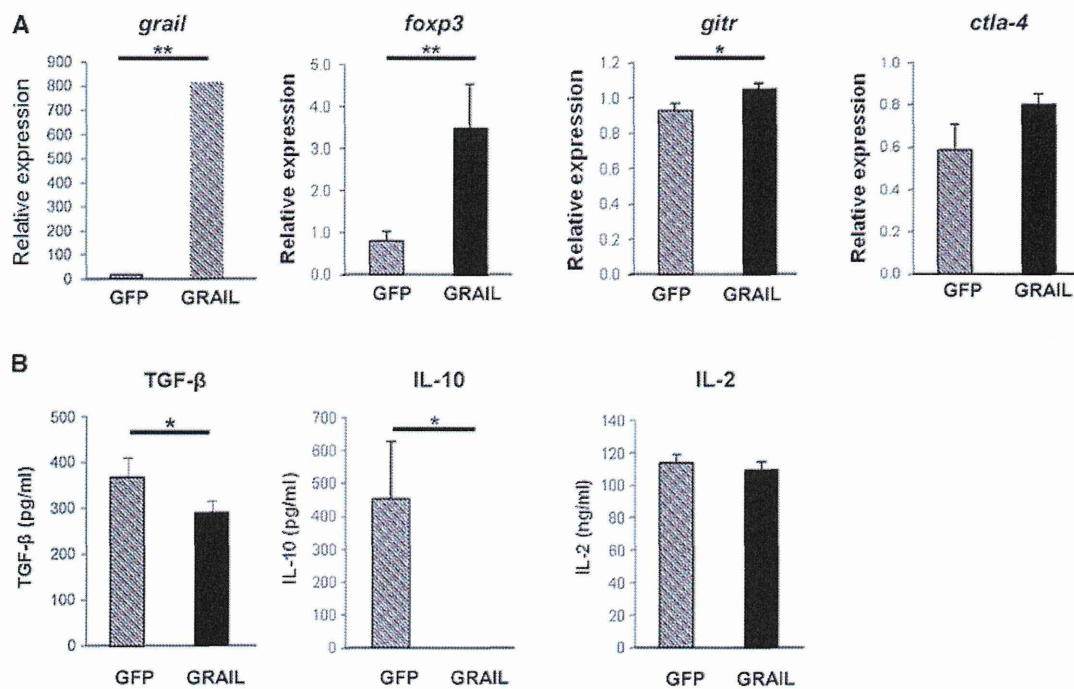 A
grail
foxp3
gitr
ctla-4
**
**
*
Relative expression
900
800
700
600
500
400
300
200
100
0
GFP GRAIL
Relative expression
5.0
4.0
3.0
2.0
1.0
0.0
GFP GRAIL
Relative expression
1.2
1.0
0.8
0.6
0.4
0.2
0.0
GFP GRAIL
Relative expression
1.0
0.8
0.6
0.4
0.2
0.0
GFP GRAIL
B
TGF-β
IL-10
IL-2
*
*
TGF-β (pg/ml)
500
400
300
200
100
0
GFP GRAIL
IL-10 (pg/ml)
700
600
500
400
300
200
100
0
GFP GRAIL
IL-2 (ng/ml)
140
120
100
80
60
40
20
0
GFP GRAIL